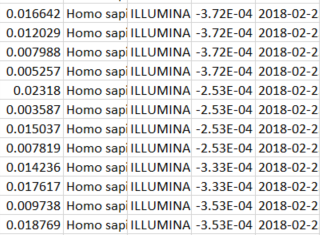 0.016642 Homo sapi ILLUMINA -3.72E-04 2018-02-2
0.012029 Homo sapi ILLUMINA -3.72E-04 2018-02-2
0.007988 Homo sapi ILLUMINA -3.72E-04 2018-02-2
0.005257 Homo sapi ILLUMINA -3.72E-04 2018-02-2
0.02318 Homo sapi ILLUMINA -2.53E-04 2018-02-2
0.003587 Homo sapi ILLUMINA -2.53E-04 2018-02-2
0.015037 Homo sapi ILLUMINA -2.53E-04 2018-02-2
0.007819 Homo sapi ILLUMINA -2.53E-04 2018-02-2
0.014236 Homo sapi ILLUMINA -3.33E-04 2018-02-2
0.017617 Homo sapi ILLUMINA -3.33E-04 2018-02-2
0.009738 Homo sapi ILLUMINA -3.53E-04 2018-02-2
0.018769 Homo sapi ILLUMINA -3.53E-04 2018-02-2